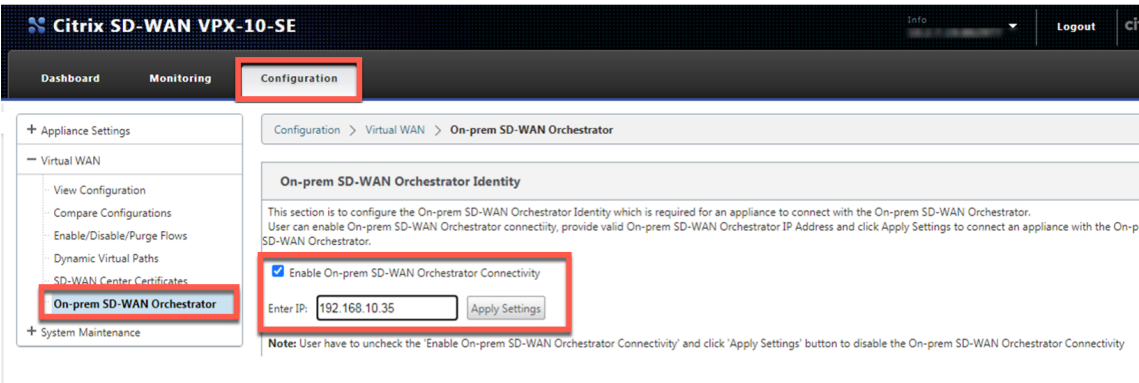 Citrix SD-WAN VPX-10-SE
Info
Logout
Dashboard Monitoring Configuration
+ Appliance Settings
− Virtual WAN
View Configuration
Compare Configurations
Enable/Disable/Purge Flows
Dynamic Virtual Paths
SD-WAN Center Certificates
On-prem SD-WAN Orchestrator
+ System Maintenance
Configuration > Virtual WAN > On-prem SD-WAN Orchestrator
On-prem SD-WAN Orchestrator Identity
This section is to configure the On-prem SD-WAN Orchestrator Identity which is required for an appliance to connect with the On-prem SD-WAN Orchestrator.
User can enable On-prem SD-WAN Orchestrator connectiity, provide valid On-prem SD-WAN Orchestrator IP Address and click Apply Settings to connect an appliance with the On-p
SD-WAN Orchestrator.
Enable On-prem SD-WAN Orchestrator Connectivity
Enter IP: 192.168.10.35 Apply Settings
Note: User have to uncheck the 'Enable On-prem SD-WAN Orchestrator Connectivity' and click 'Apply Settings' button to disable the On-prem SD-WAN Orchestrator Connectivity